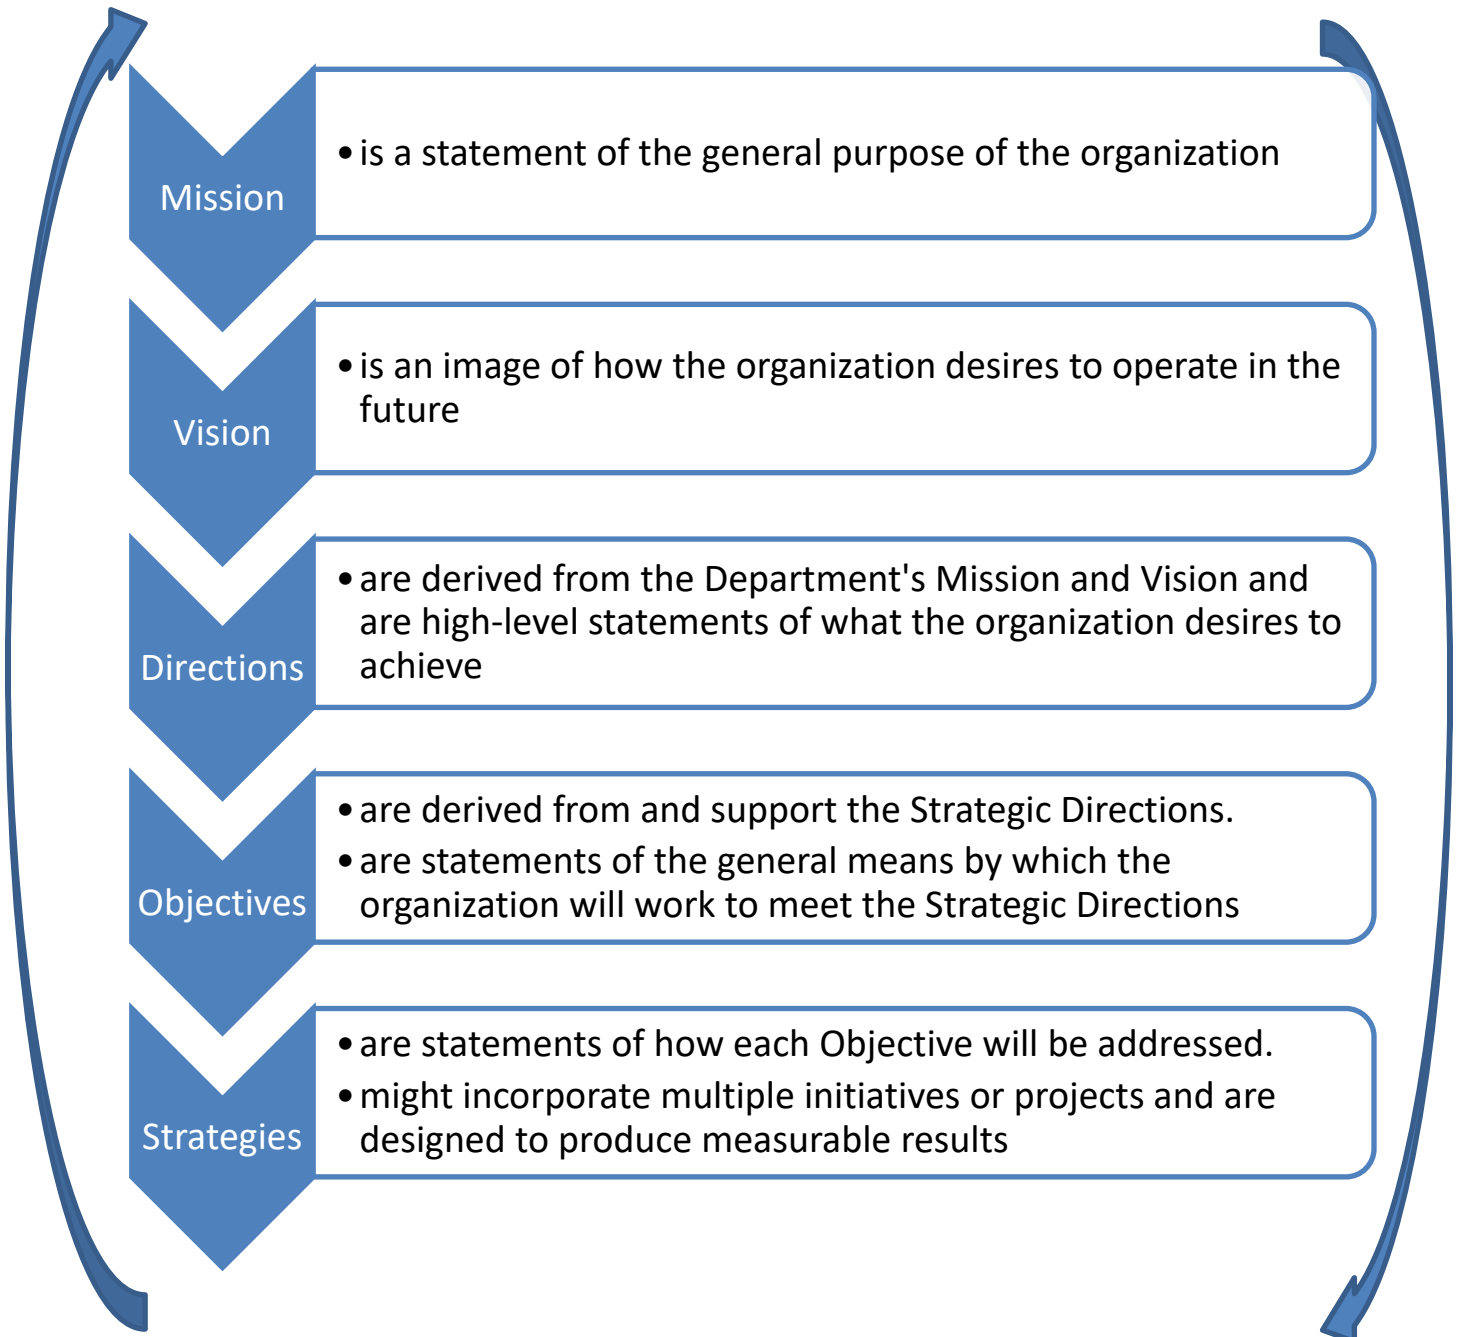 Mission
• is a statement of the general purpose of the organization
Vision
• is an image of how the organization desires to operate in the
future
Directions
• are derived from the Department's Mission and Vision and
are high-level statements of what the organization desires to
achieve
Objectives
• are derived from and support the Strategic Directions.
• are statements of the general means by which the
organization will work to meet the Strategic Directions
Strategies
• are statements of how each Objective will be addressed.
• might incorporate multiple initiatives or projects and are
designed to produce measurable results